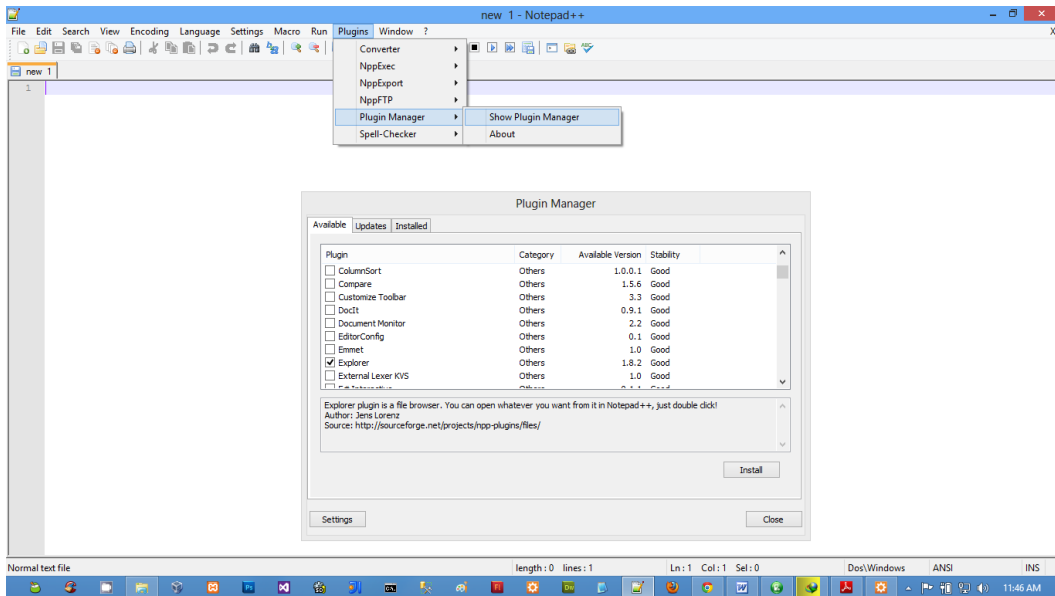 new 1 - Notepad++
File Edit Search View Encoding Language Settings Macro Run Plugins Window ? X
new 1
1
Converter
NppExec
NppExport
NppFTP
Plugin Manager
Spell-Checker
Show Plugin Manager
About
Plugin Manager
Available Updates Installed
Plugin Category Available Version Stability
ColumnSort Others 1.0.0.1 Good
Compare Others 1.5.6 Good
Customize Toolbar Others 3.3 Good
DocIt Others 0.9.1 Good
Document Monitor Others 2.2 Good
EditorConfig Others 0.1 Good
Emmet Others 1.0 Good
Explorer Others 1.8.2 Good
External Lexer KVS Others 1.0 Good
Explorer plugin is a file browser. You can open whatever you want from it in Notepad++, just double click!
Author: Jens Lorenz
Source: http://sourceforge.net/projects/npp-plugins/files/
Install
Settings Close
Normal text file length : 0 lines : 1 Ln : 1 Col : 1 Sel : 0 Dos\Windows ANSI INS
11:46 AM